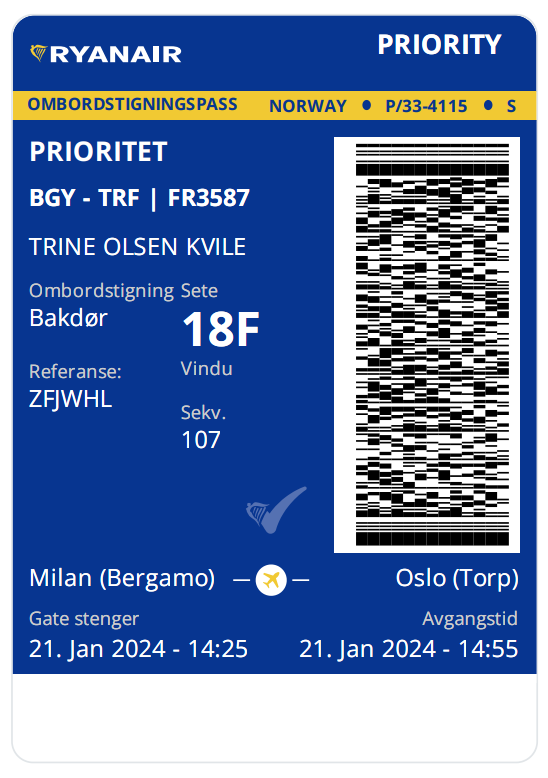 RYANAIR
PRIORITY
OMBORDSTIGNINGSPASS NORWAY ● P/33-4115 ● S
PRIORITET
BGY - TRF | FR3587
TRINE OLSEN KVILE
Ombordstigning Sete
Bakdør 18F
Vindu
Referanse:
ZFJWHL
Sekv.
107
Milan (Bergamo) Oslo (Torp)
Gate stenger Avgangstid
21. Jan 2024 - 14:25 21. Jan 2024 - 14:55